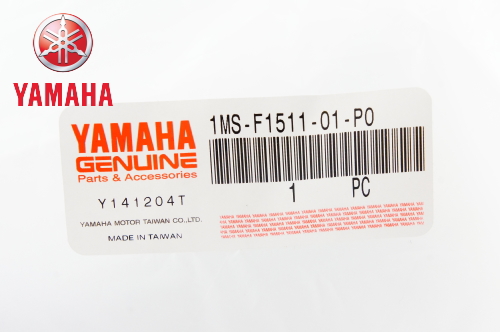 YAMAHA
YAMAHA
GENUINE
Parts & Accessories
Y141204T
YAMAHA MOTOR TAIWAN CO.,LTD.
MADE IN TAIWAN
1MS-F1511-01-P0
1 PC